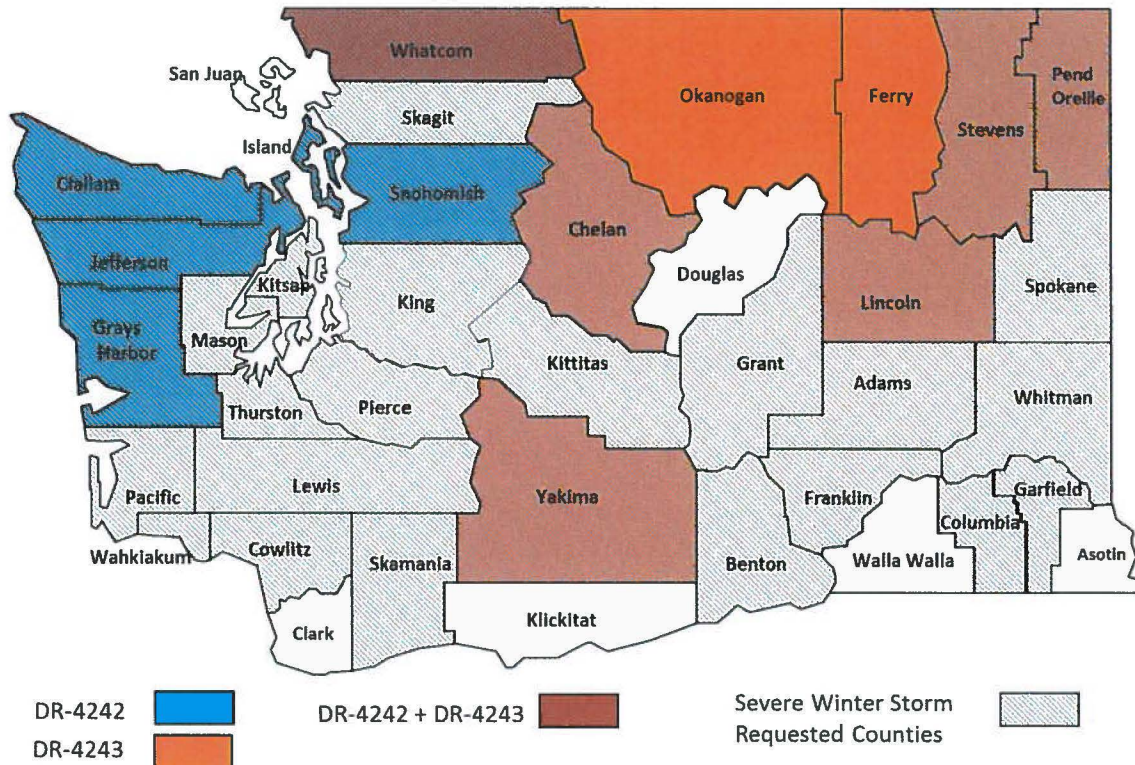 Whatcom
San Juan
Skagit
Island
Okanogan
Ferry
Stevens
Pend
Oreille
Clallam
Snohomish
Jefferson
Chelan
Kitsap
King
Douglas
Lincoln
Spokane
Grays
Harbor
Mason
Kittitas
Grant
Adams
Whitman
Thurston
Pierce
Pacific
Lewis
Yakima
Franklin
Garfield
Columbia
Wahkiakum
Cowlitz
Skamania
Benton
Walla Walla
Asotin
Clark
Klickitat
DR-4242
DR-4243
DR-4242 + DR-4243
Severe Winter Storm
Requested Counties